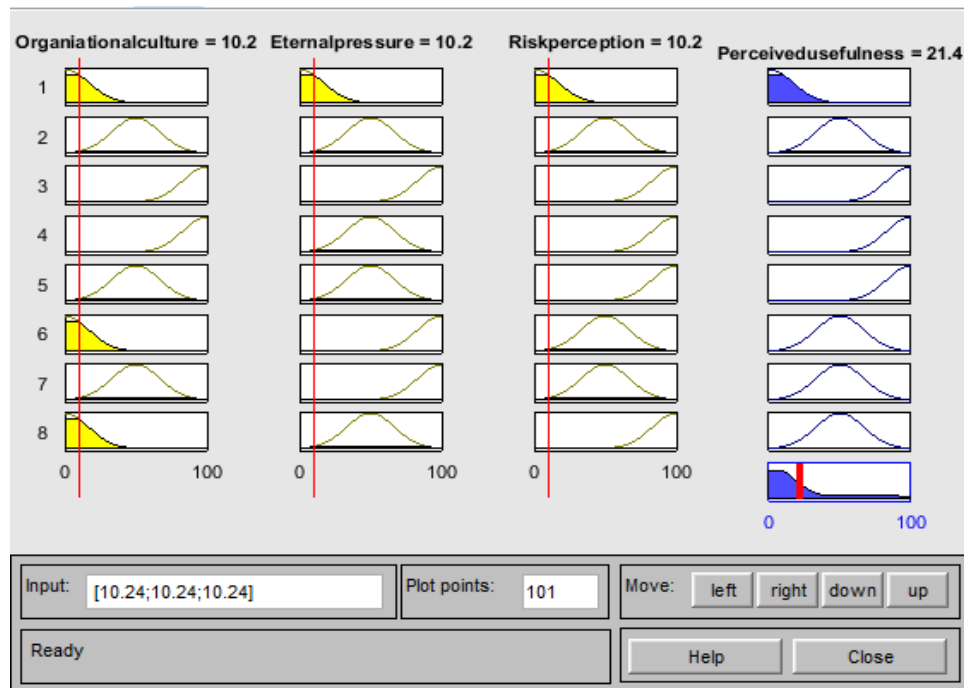 Organiationalculture = 10.2 Eternalpressure = 10.2 Riskperception = 10.2 Perceivedusefulness = 21.4
1
2
3
4
5
6
7
8
0 100 0 100 0 100
0 100
Input: [10.24;10.24;10.24] Plot points: 101 Move: left right down up
Ready Help Close